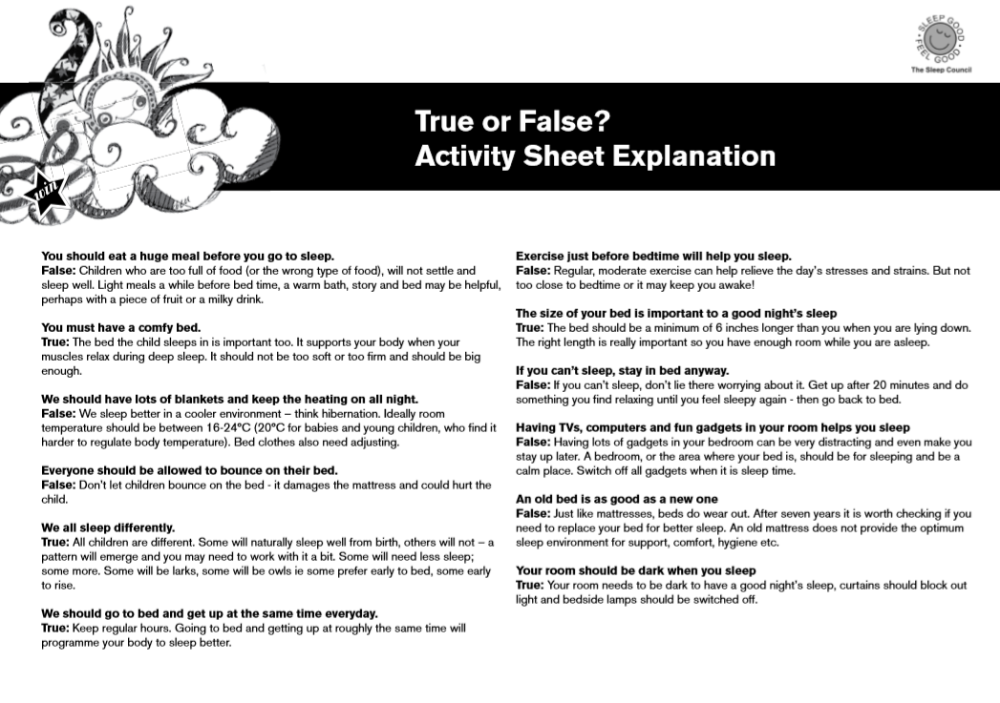 SLEEP GOOD
FEEL GOOD
The Sleep Council
True or False?
Activity Sheet Explanation
win
You should eat a huge meal before you go to sleep.
False: Children who are too full of food (or the wrong type of food), will not settle and
sleep well. Light meals a while before bed time, a warm bath, story and bed may be helpful,
perhaps with a piece of fruit or a milky drink.
You must have a comfy bed.
True: The bed the child sleeps in is important too. It supports your body when your
muscles relax during deep sleep. It should not be too soft or too firm and should be big
enough.
We should have lots of blankets and keep the heating on all night.
False: We sleep better in a cooler environment – think hibernation. Ideally room
temperature should be between 16-24°C (20°C for babies and young children, who find it
harder to regulate body temperature). Bed clothes also need adjusting.
Everyone should be allowed to bounce on their bed.
False: Don't let children bounce on the bed - it damages the mattress and could hurt the
child.
We all sleep differently.
True: All children are different. Some will naturally sleep well from birth, others will not – a
pattern will emerge and you may need to work with it a bit. Some will need less sleep;
some more. Some will be larks, some will be owls ie some prefer early to bed, some early
to rise.
We should go to bed and get up at the same time everyday.
True: Keep regular hours. Going to bed and getting up at roughly the same time will
programme your body to sleep better.
Exercise just before bedtime will help you sleep.
False: Regular, moderate exercise can help relieve the day's stresses and strains. But not
too close to bedtime or it may keep you awake!
The size of your bed is important to a good night's sleep
True: The bed should be a minimum of 6 inches longer than you when you are lying down.
The right length is really important so you have enough room while you are asleep.
If you can't sleep, stay in bed anyway.
False: If you can't sleep, don't lie there worrying about it. Get up after 20 minutes and do
something you find relaxing until you feel sleepy again - then go back to bed.
Having TVs, computers and fun gadgets in your room helps you sleep
False: Having lots of gadgets in your bedroom can be very distracting and even make you
stay up later. A bedroom, or the area where your bed is, should be for sleeping and be a
calm place. Switch off all gadgets when it is sleep time.
An old bed is as good as a new one
False: Just like mattresses, beds do wear out. After seven years it is worth checking if you
need to replace your bed for better sleep. An old mattress does not provide the optimum
sleep environment for support, comfort, hygiene etc.
Your room should be dark when you sleep
True: Your room needs to be dark to have a good night's sleep, curtains should block out
light and bedside lamps should be switched off.